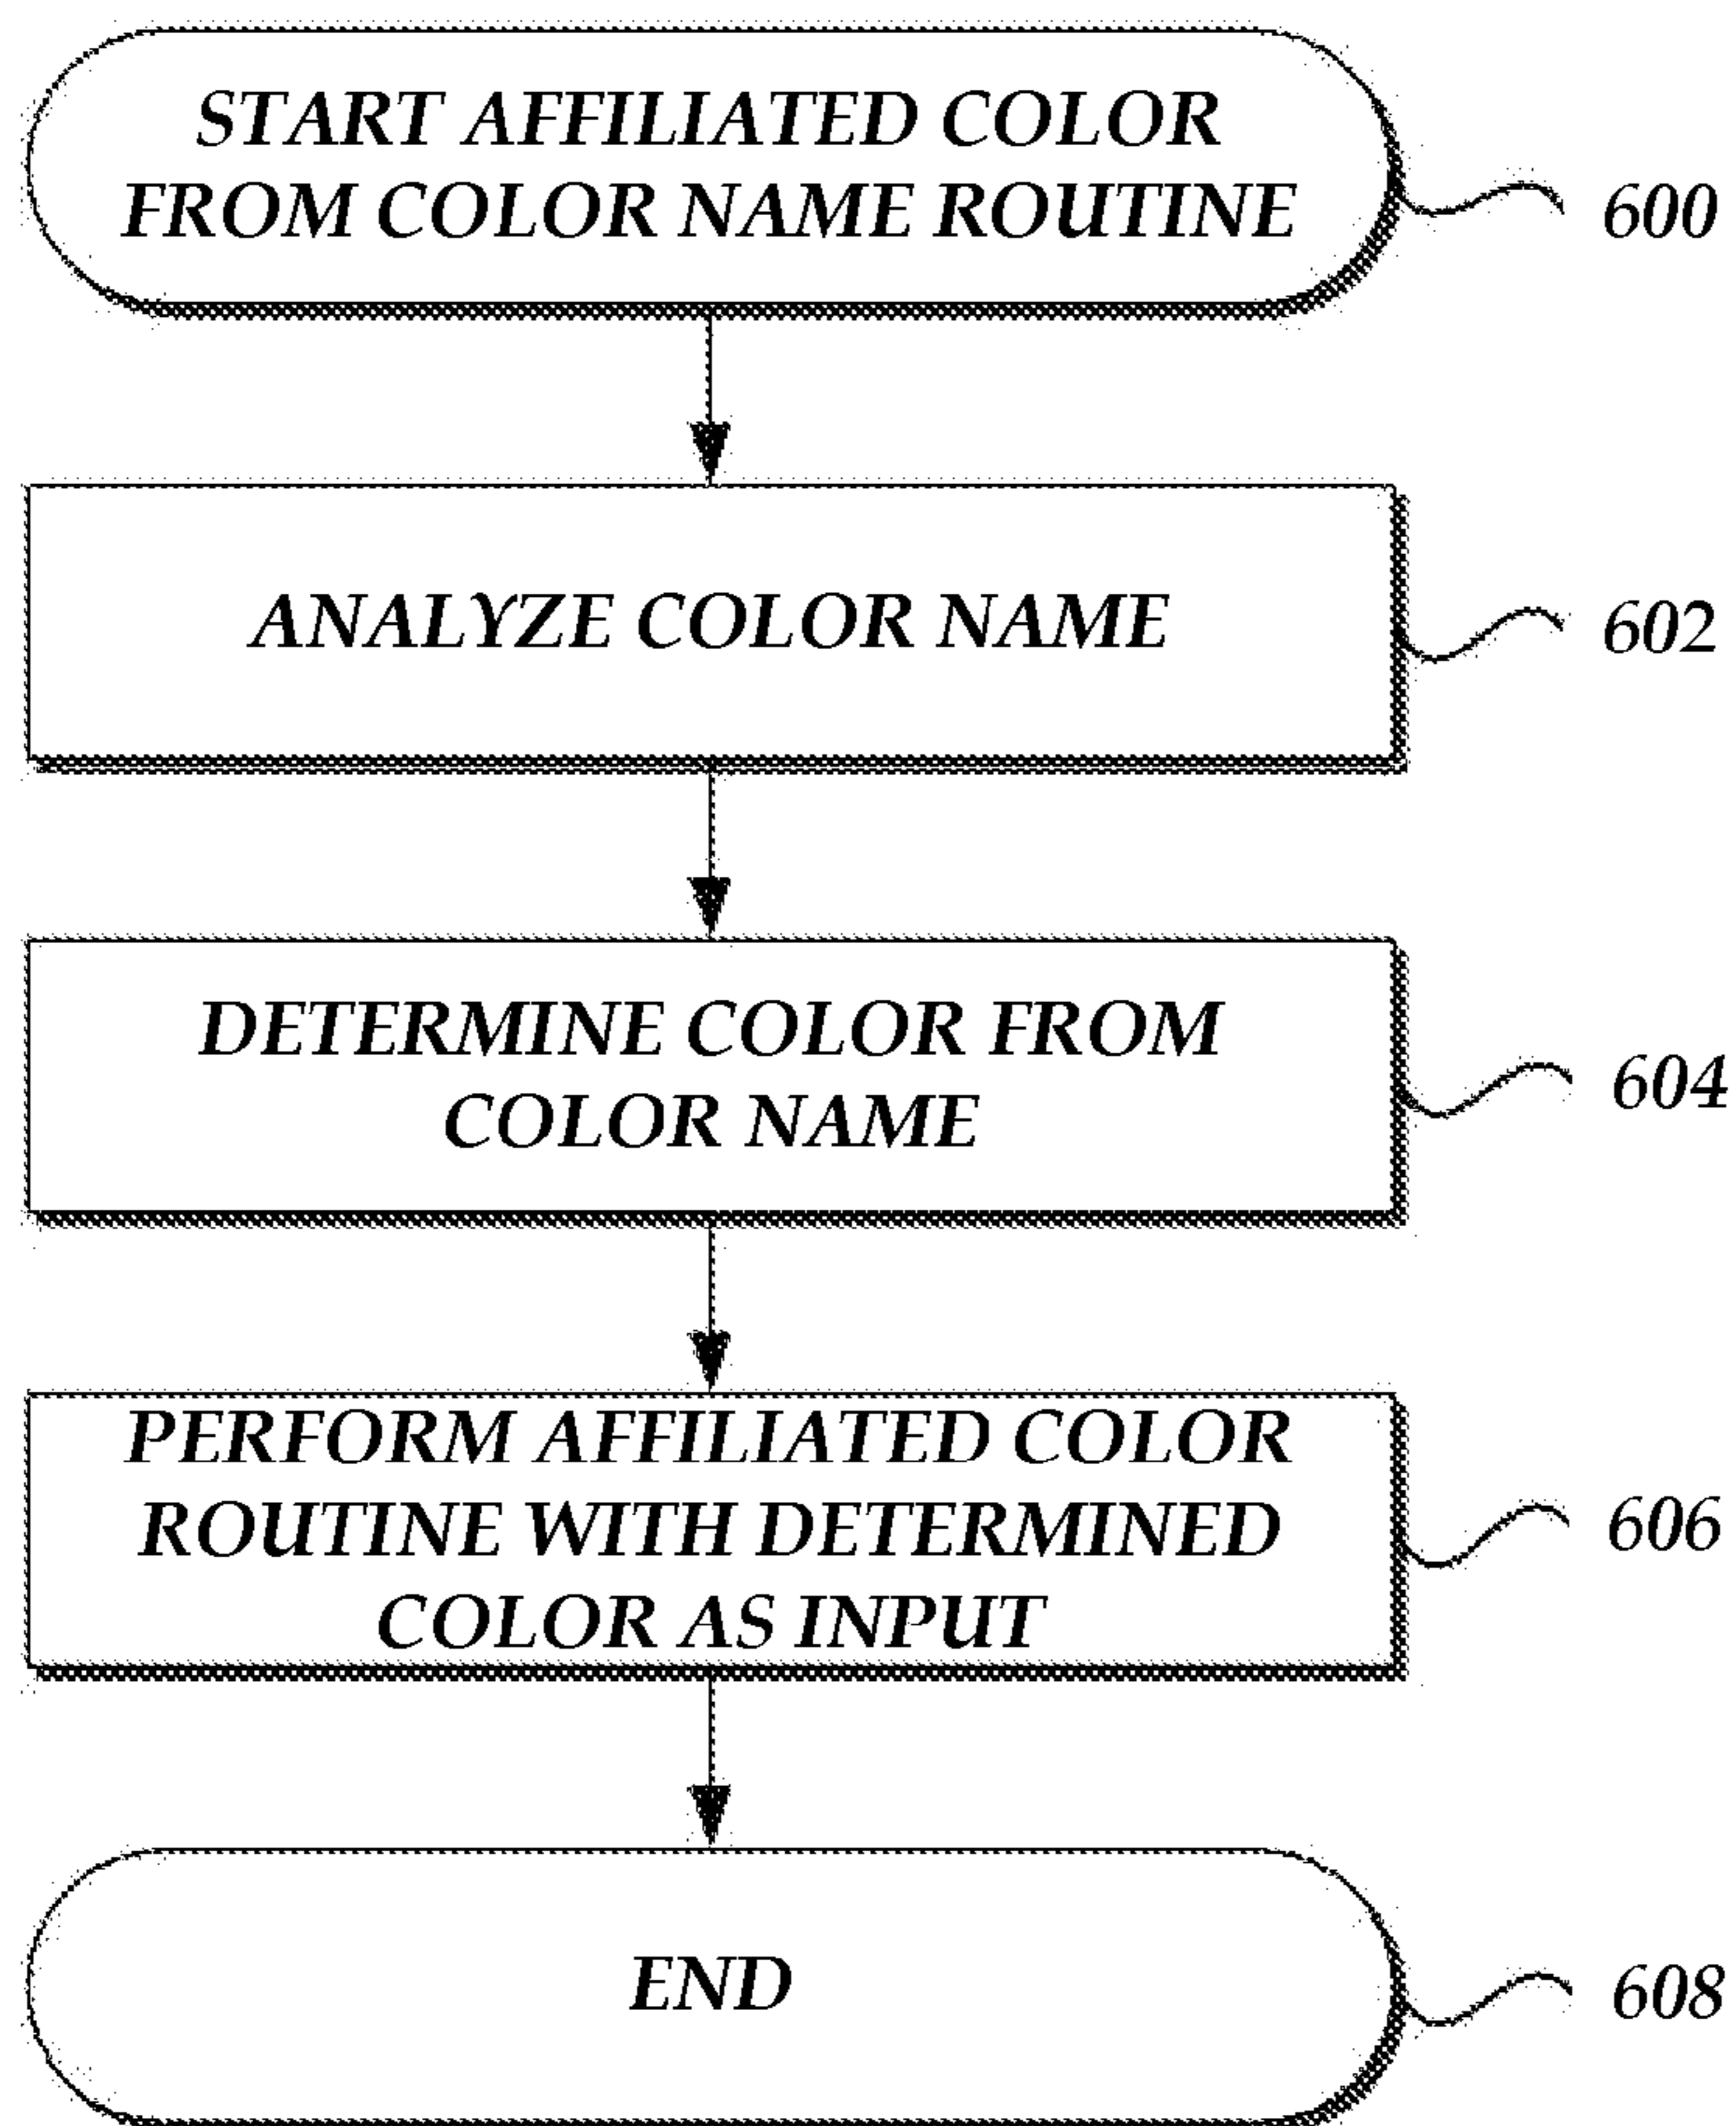 START AFFILIATED COLOR
FROM COLOR NAME ROUTINE
600
ANALYZE COLOR NAME
602
DETERMINE COLOR FROM
COLOR NAME
604
PERFORM AFFILIATED COLOR
ROUTINE WITH DETERMINED
COLOR AS INPUT
606
END
608